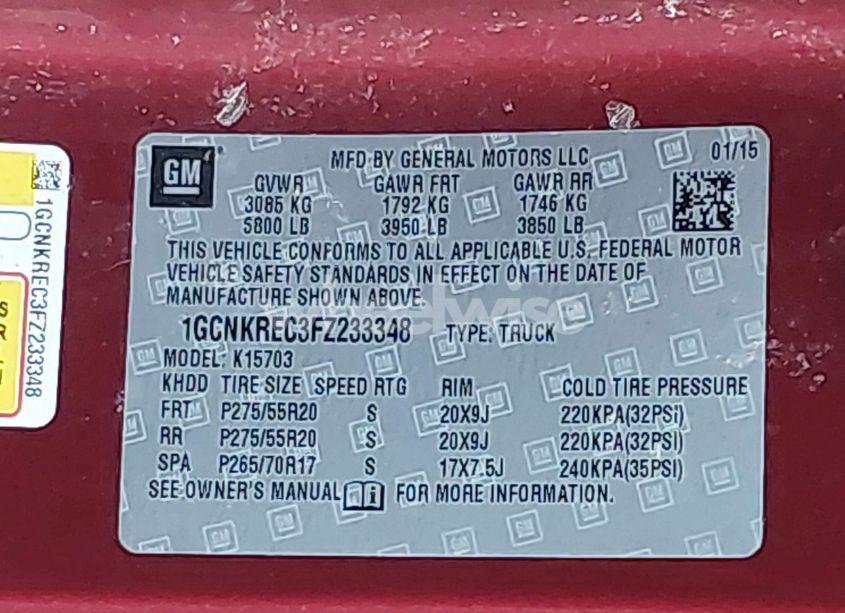 GM
MFD BY GENERAL MOTORS LLC
01/15
GVWR GAWR FRT GAWR RR
3085 KG 1792 KG 1746 KG
5800 LB 3950 LB 3850 LB
THIS VEHICLE CONFORMS TO ALL APPLICABLE U.S. FEDERAL MOTOR
VEHICLE SAFETY STANDARDS IN EFFECT ON THE DATE OF
MANUFACTURE SHOWN ABOVE.
1GCNKREC3FZ233348 TYPE: TRUCK
MODEL: K15703
KHDD TIRE SIZE SPEED RTG RIM COLD TIRE PRESSURE
FRT P275/55R20 S 20X9J 220KPA(32PSI)
RR P275/55R20 S 20X9J 220KPA(32PSI)
SPA P265/70R17 S 17X7.5J 240KPA(35PSI)
SEE OWNER'S MANUAL i FOR MORE INFORMATION.
1GCNKREC3FZ233348